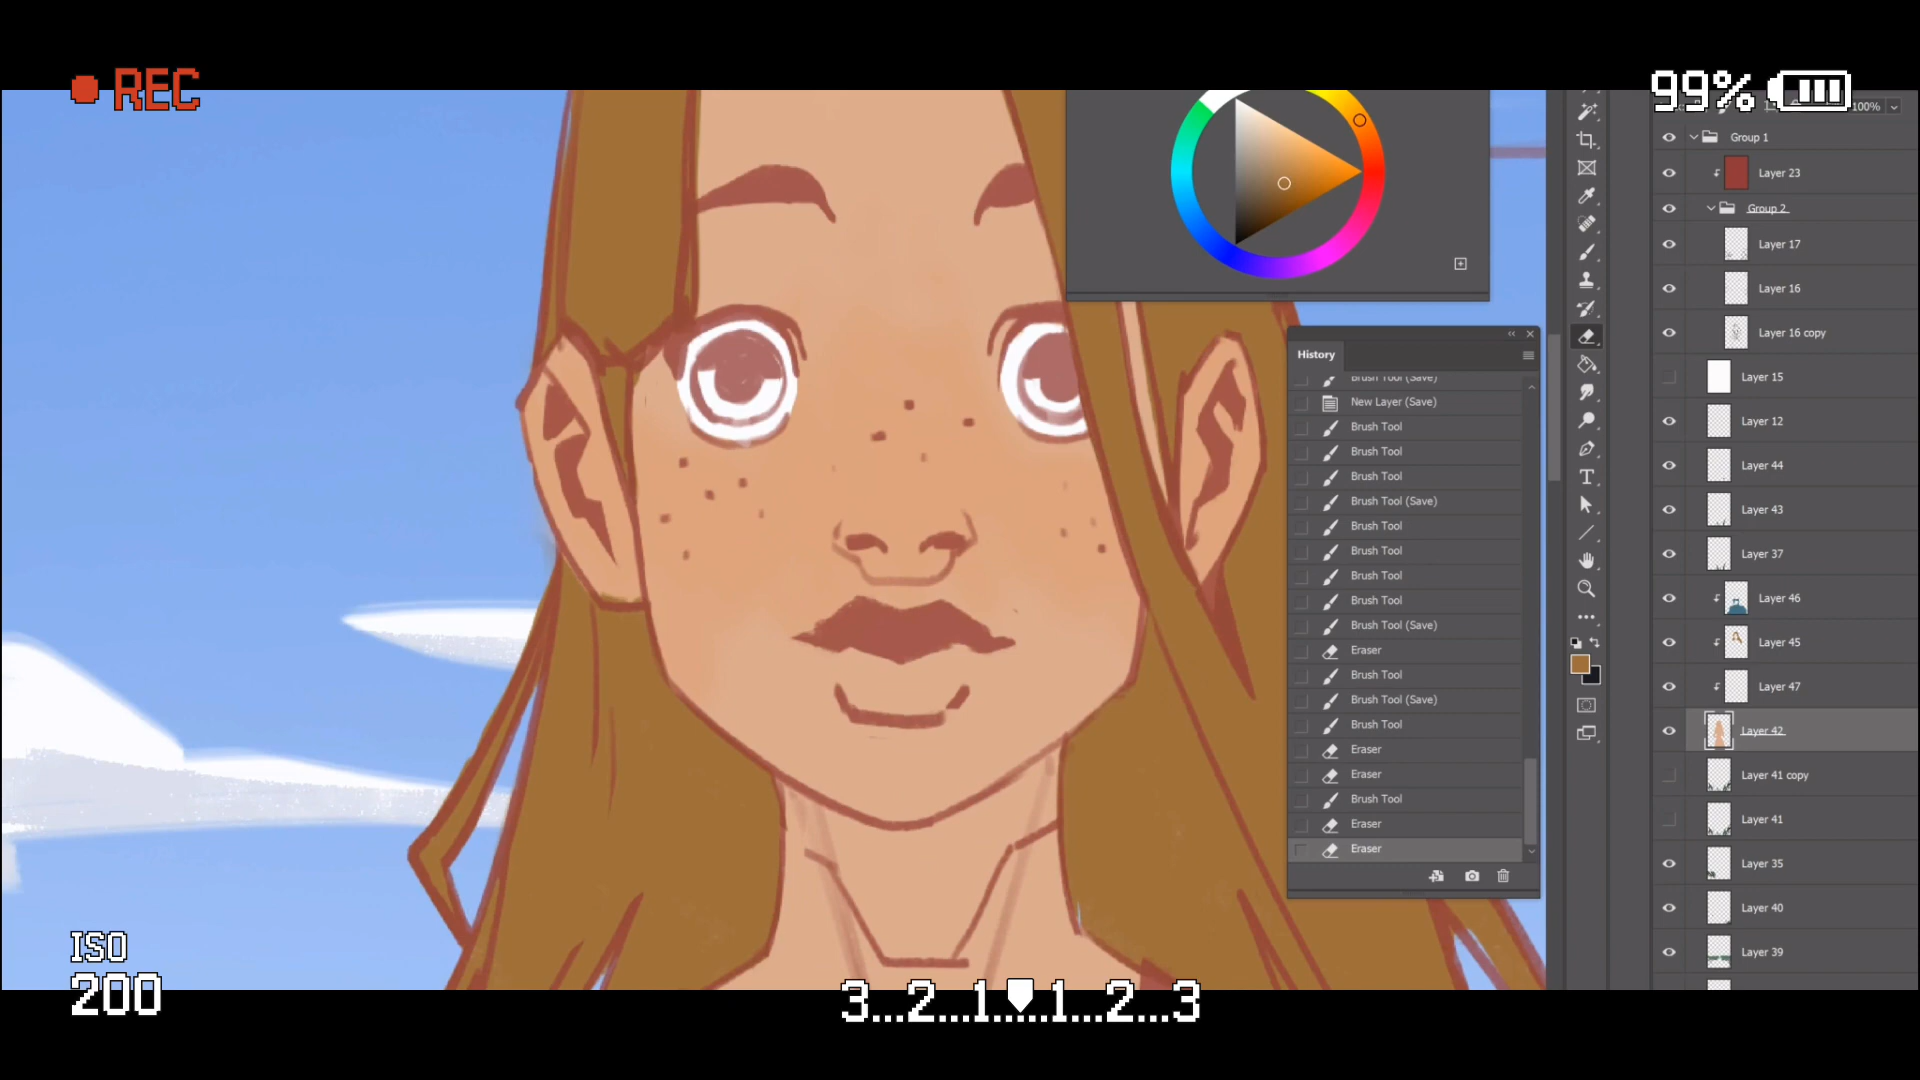 REC
99%
100%
Group 1
Layer 23
Group 2
Layer 17
Layer 16
Layer 16 copy
Layer 15
Layer 12
Layer 44
Layer 43
Layer 37
Layer 46
Layer 45
Layer 47
Layer 42
Layer 41 copy
Layer 41
Layer 35
Layer 40
Layer 39
History
Brush Tool (Save)
New Layer (Save)
Brush Tool
Brush Tool
Brush Tool
Brush Tool (Save)
Brush Tool
Brush Tool
Brush Tool
Brush Tool
Brush Tool (Save)
Eraser
Brush Tool
Brush Tool (Save)
Brush Tool
Eraser
Eraser
Brush Tool
Eraser
Eraser
ISO
200
3...2...1...1...2...3